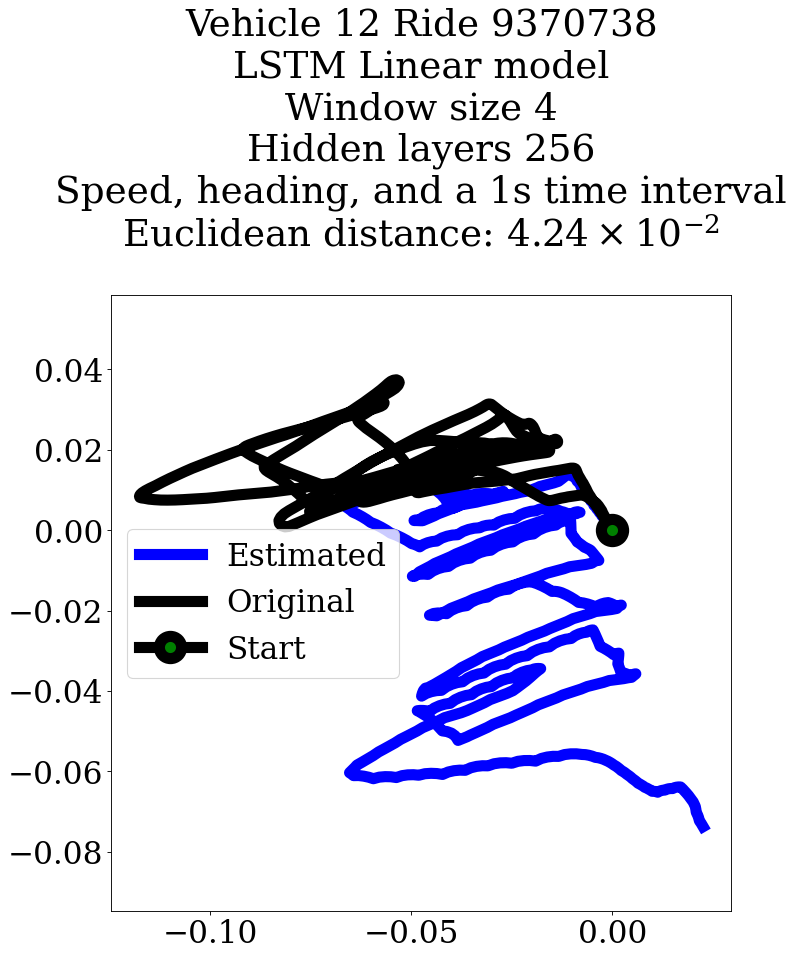 Vehicle 12 Ride 9370738
LSTM Linear model
Window size 4
Hidden layers 256
Speed, heading, and a 1s time interval
Euclidean distance: 4.24 × 10⁻²
0.04
0.02
0.00
−0.02
−0.04
−0.06
−0.08
Estimated
Original
Start
−0.10
−0.05
0.00